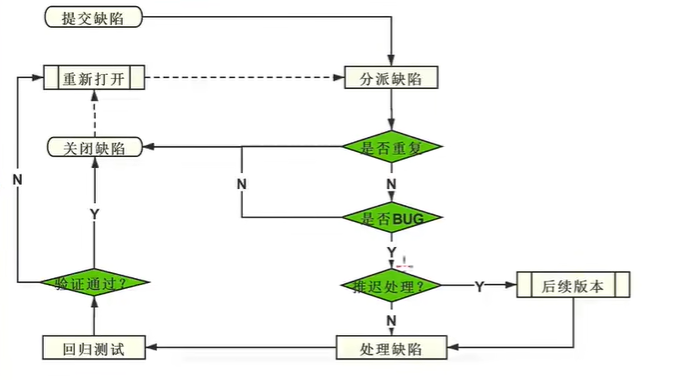 提交缺陷
重新打开
分派缺陷
关闭缺陷
是否重复
N
N
N
Y
是否BUG
Y
验证通过?
推迟处理?
Y
后续版本
N
回归测试
处理缺陷